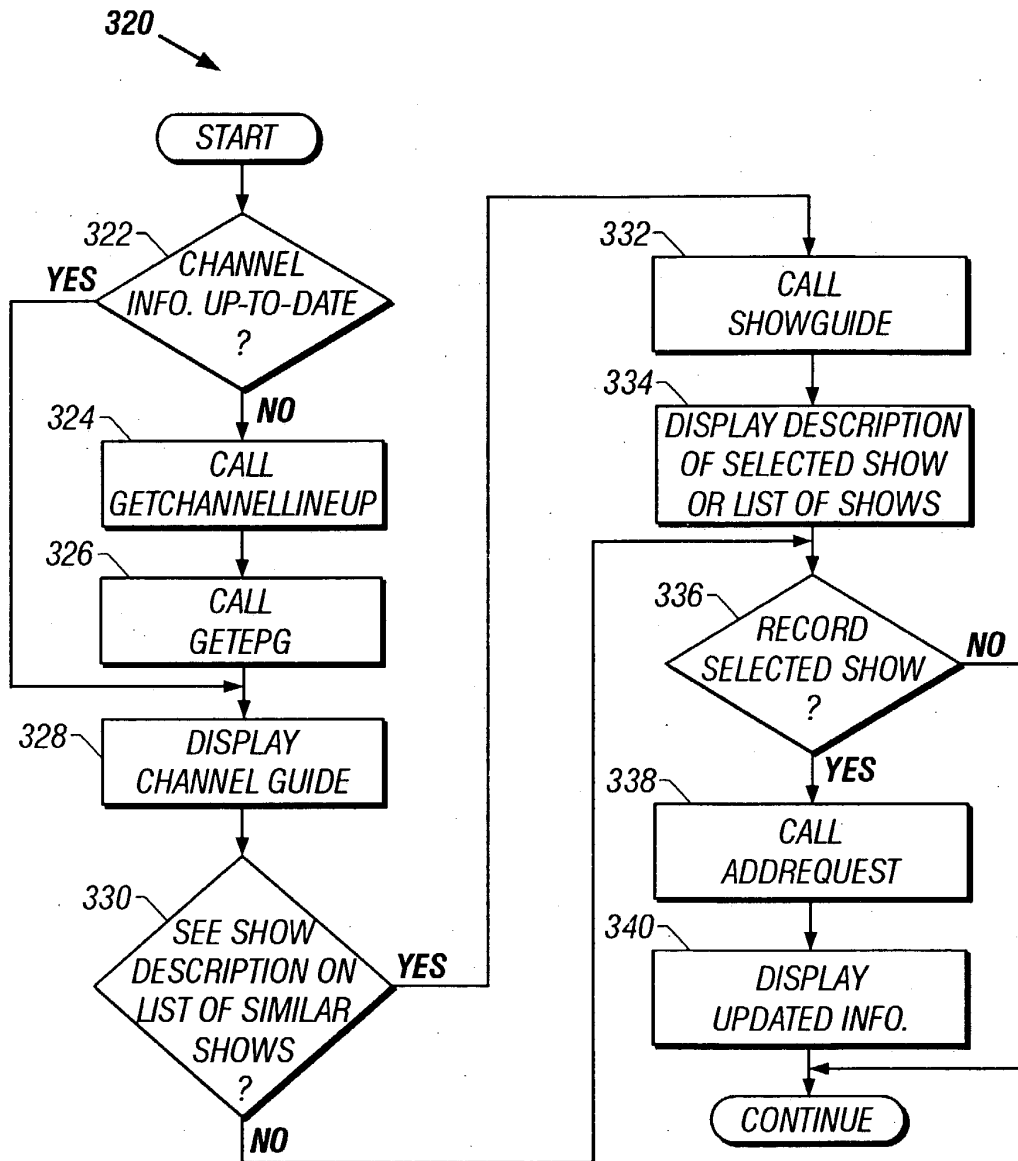 320
START
322
YES
CHANNEL
INFO. UP-TO-DATE
?
NO
324
CALL
GETCHANNELLINEUP
326
CALL
GETEPG
328
DISPLAY
CHANNEL GUIDE
330
SEE SHOW
DESCRIPTION ON
LIST OF SIMILAR
SHOWS
?
YES
NO
332
CALL
SHOWGUIDE
334
DISPLAY DESCRIPTION
OF SELECTED SHOW
OR LIST OF SHOWS
336
RECORD
SELECTED SHOW
?
NO
YES
338
CALL
ADDREQUEST
340
DISPLAY
UPDATED INFO.
CONTINUE